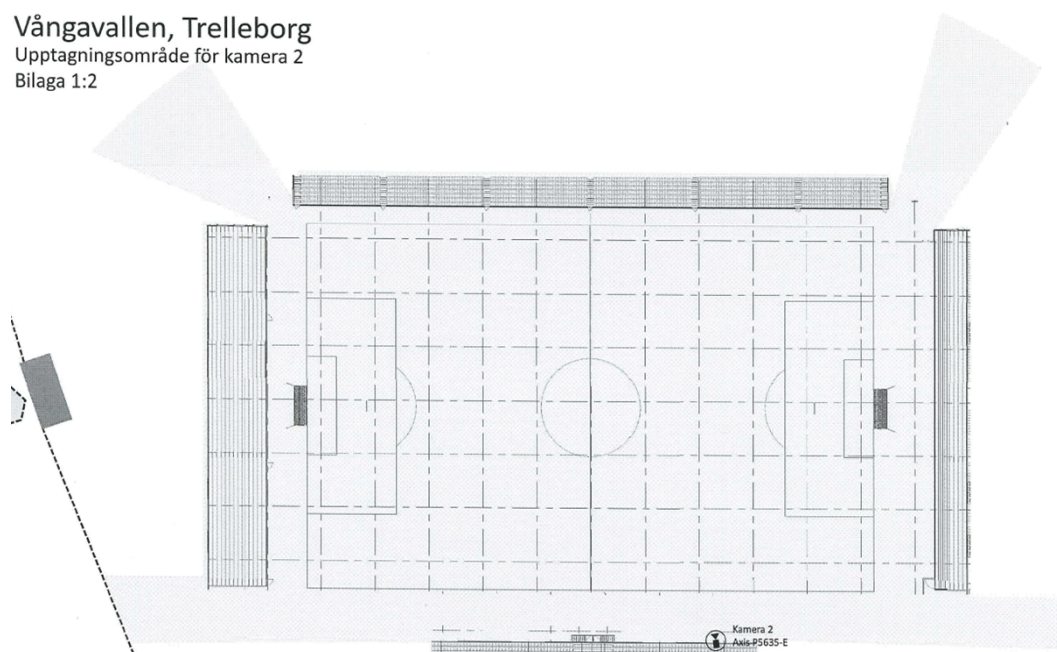 Vångavallen, Trelleborg
Upptagningsområde för kamera 2
Bilaga 1:2
Kamera 2
Axis-P5635-E